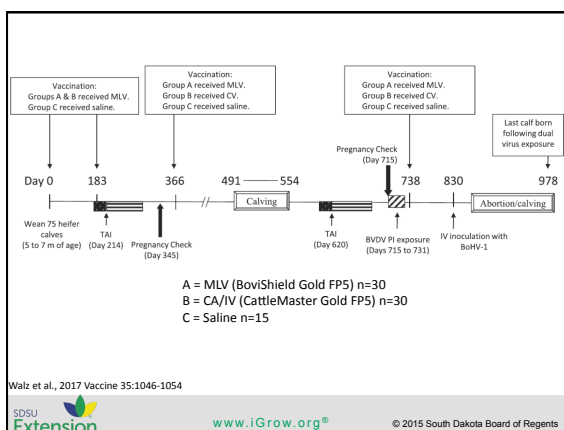 Vaccination:
Groups A & B received MLV.
Group C received saline.
Vaccination:
Group A received MLV.
Group B received CV.
Group C received saline.
Vaccination:
Group A received MLV.
Group B received CV.
Group C received saline.
Last calf born
following dual
virus exposure
Pregnancy Check
(Day 715)
Day 0 183 366 491 554 738 830 978
Calving
Abortion/calving
//
Wean 75 heifer
calves
(5 to 7 m of age)
TAI
(Day 214)
Pregnancy Check
(Day 345)
TAI
(Day 620)
BVDV PI exposure
(Days 715 to 731)
IV inoculation with
BoHV-1
A = MLV (BoviShield Gold FP5) n=30
B = CA/IV (CattleMaster Gold FP5) n=30
C = Saline n=15
Walz et al., 2017 Vaccine 35:1046-1054
SDSU
Extension
www.iGrow.org®
© 2015 South Dakota Board of Regents